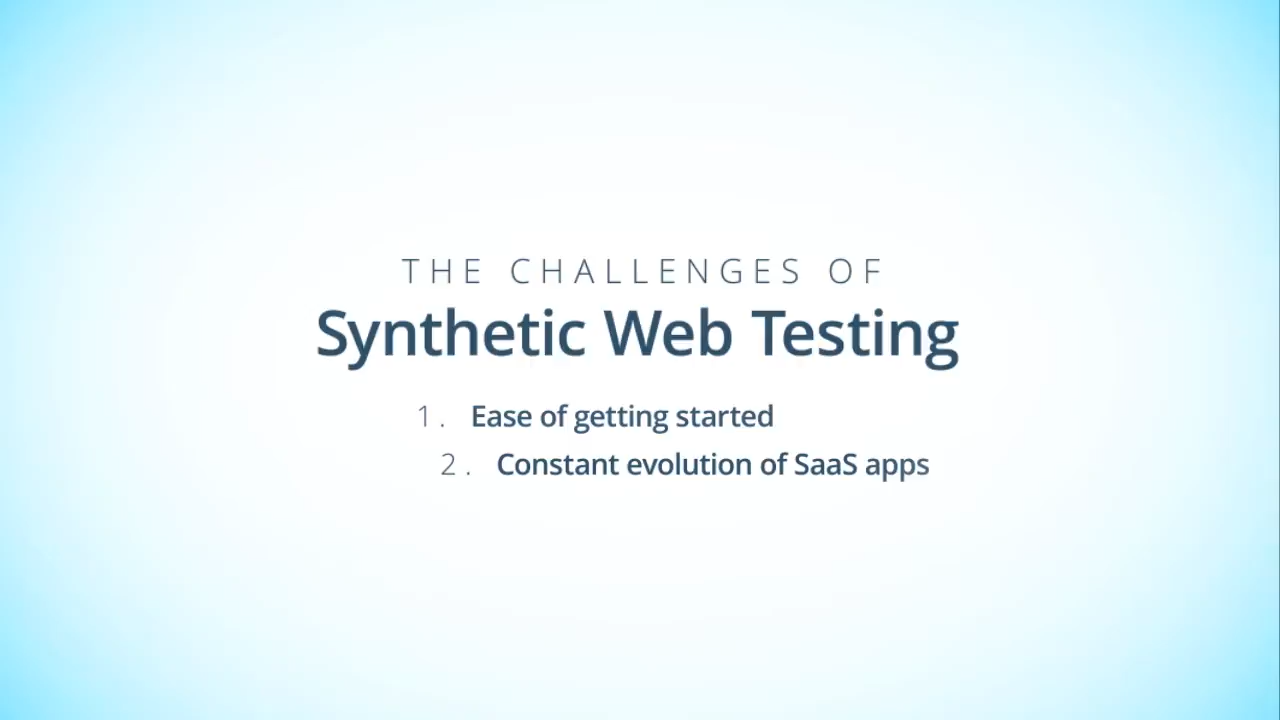 THE CHALLENGES OF
Synthetic Web Testing
1. Ease of getting started
2. Constant evolution of SaaS apps